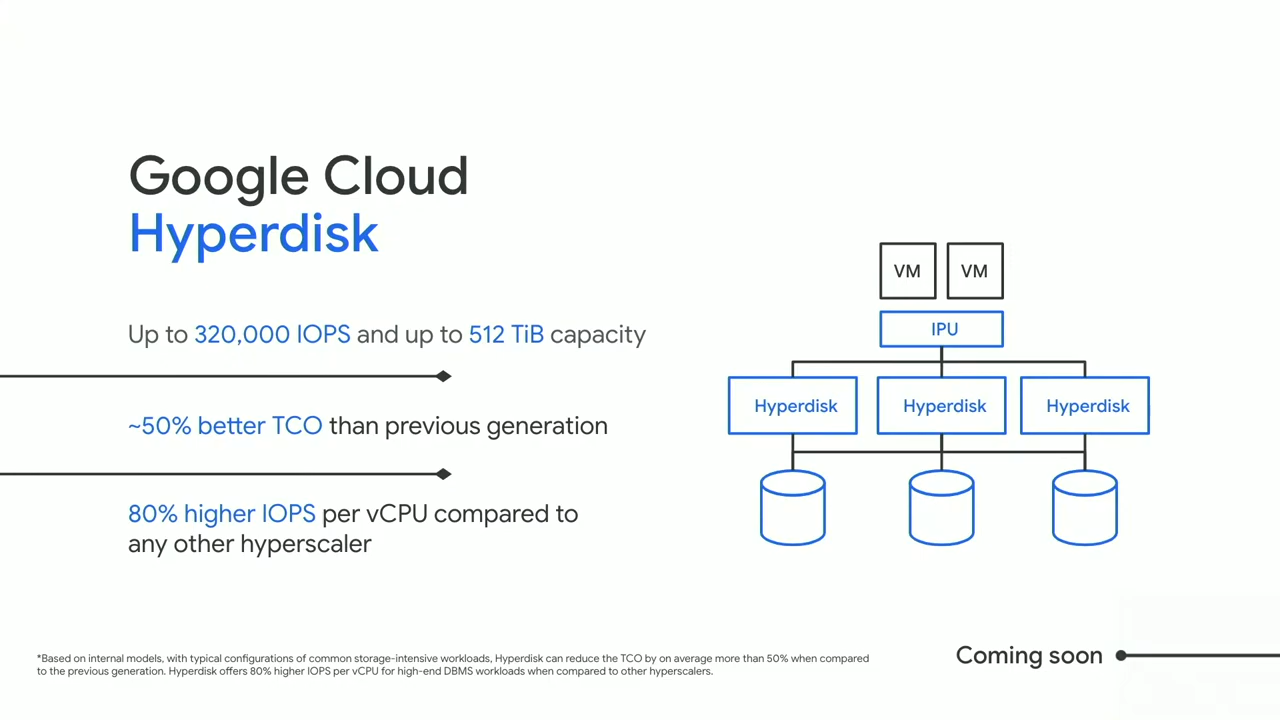 Google Cloud
Hyperdisk
Up to 320,000 IOPS and up to 512 TiB capacity
~50% better TCO than previous generation
80% higher IOPS per vCPU compared to
any other hyperscaler
VM VM
IPU
Hyperdisk Hyperdisk Hyperdisk
*Based on internal models, with typical configurations of common storage-intensive workloads, Hyperdisk can reduce the TCO by on average more than 50% when compared
to the previous generation. Hyperdisk offers 80% higher IOPS per vCPU for high-end DBMS workloads when compared to other hyperscalers.
Coming soon